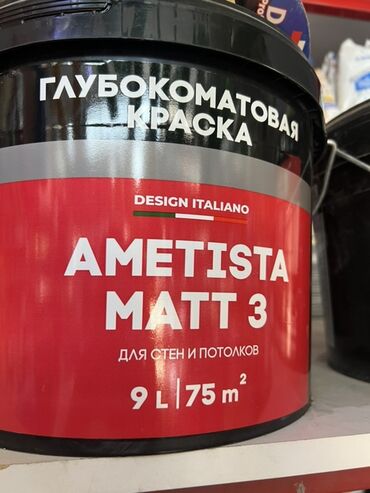 ГЛУБОКОМАТОВАЯ
КРАСКА
DESIGN ITALIANO
AMETISTA
MATT 3
ДЛЯ СТЕН И ПОТОЛКОВ
9 L | 75 m²